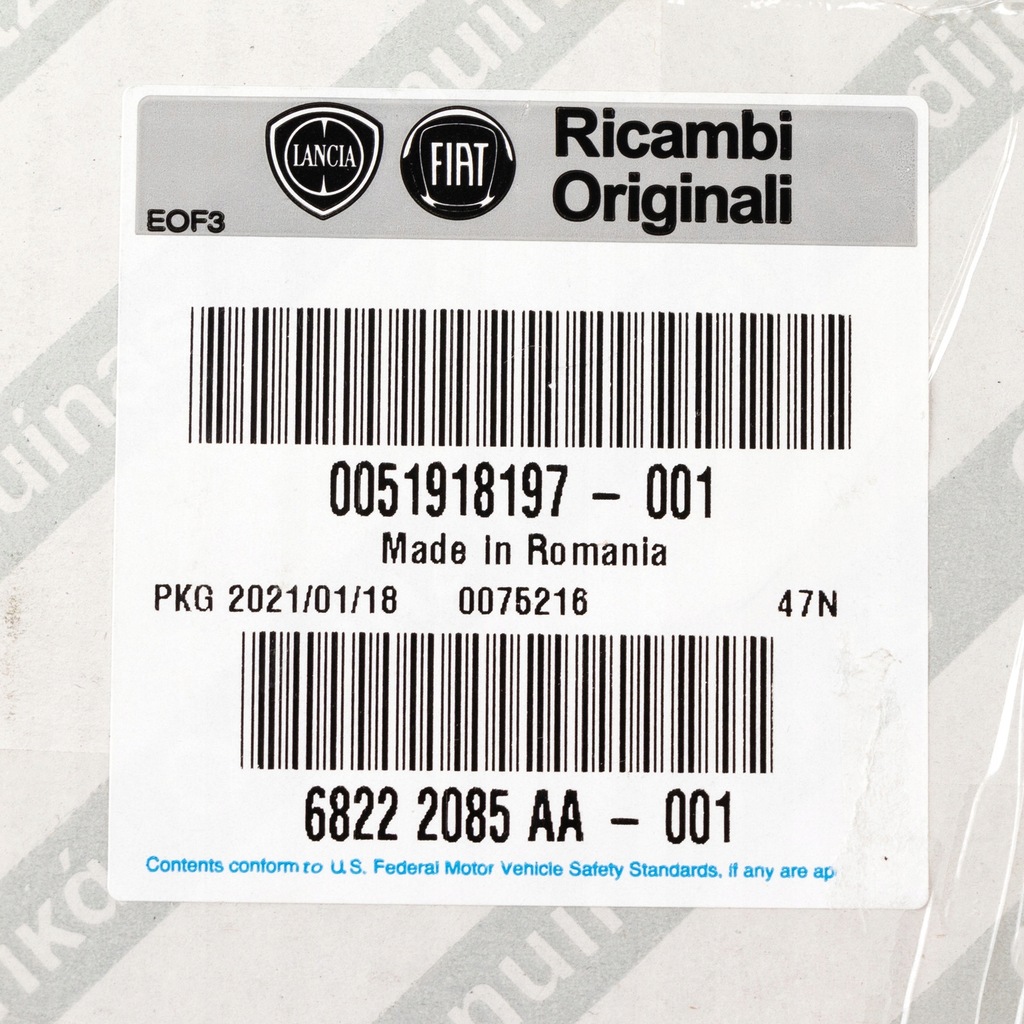 LANCIA
FIAT
Ricambi
Originali
EOF3
0051918197 - 001
Made in Romania
PKG 2021/01/18 0075216 47N
6822 2085 AA - 001
Contents conform to U.S. Federal Motor Vehicle Safety Standards, if any are ap